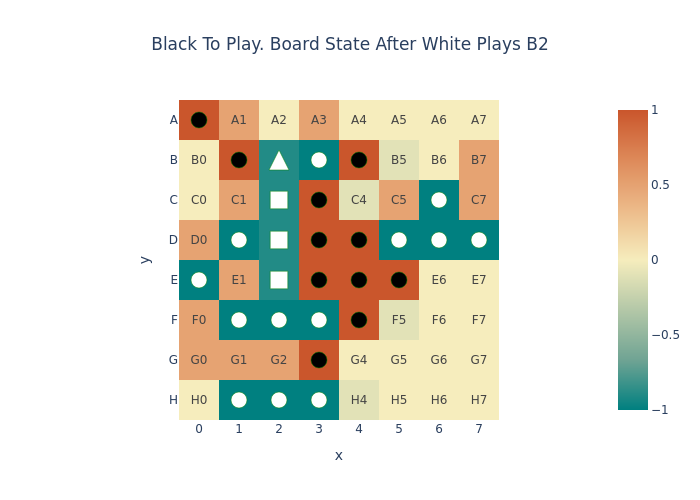 Black To Play. Board State After White Plays B2
A A1 A2 A3 A4 A5 A6 A7
B B0 B5 B6 B7
C C0 C1 C4 C5 C7
D D0
E E1 E6 E7
F F0 F5 F6 F7
G G0 G1 G2 G4 G5 G6 G7
H H0 H4 H5 H6 H7
0 1 2 3 4 5 6 7
x
y
1
0.5
0
−0.5
−1